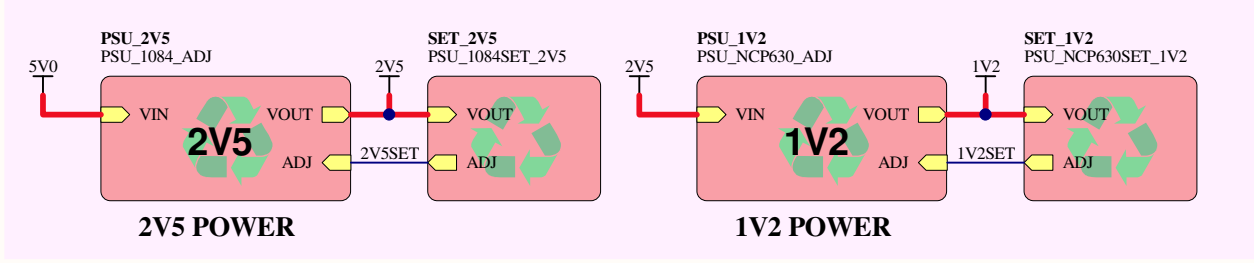 PSU_2V5
PSU_1084_ADJ
SET_2V5
PSU_1084SET_2V5
5V0
2V5
VIN
VOUT
2V5
ADJ
2V5SET
VOUT
ADJ
2V5 POWER
PSU_1V2
PSU_NCP630_ADJ
SET_1V2
PSU_NCP630SET_1V2
2V5
1V2
VIN
VOUT
1V2
ADJ
1V2SET
VOUT
ADJ
1V2 POWER